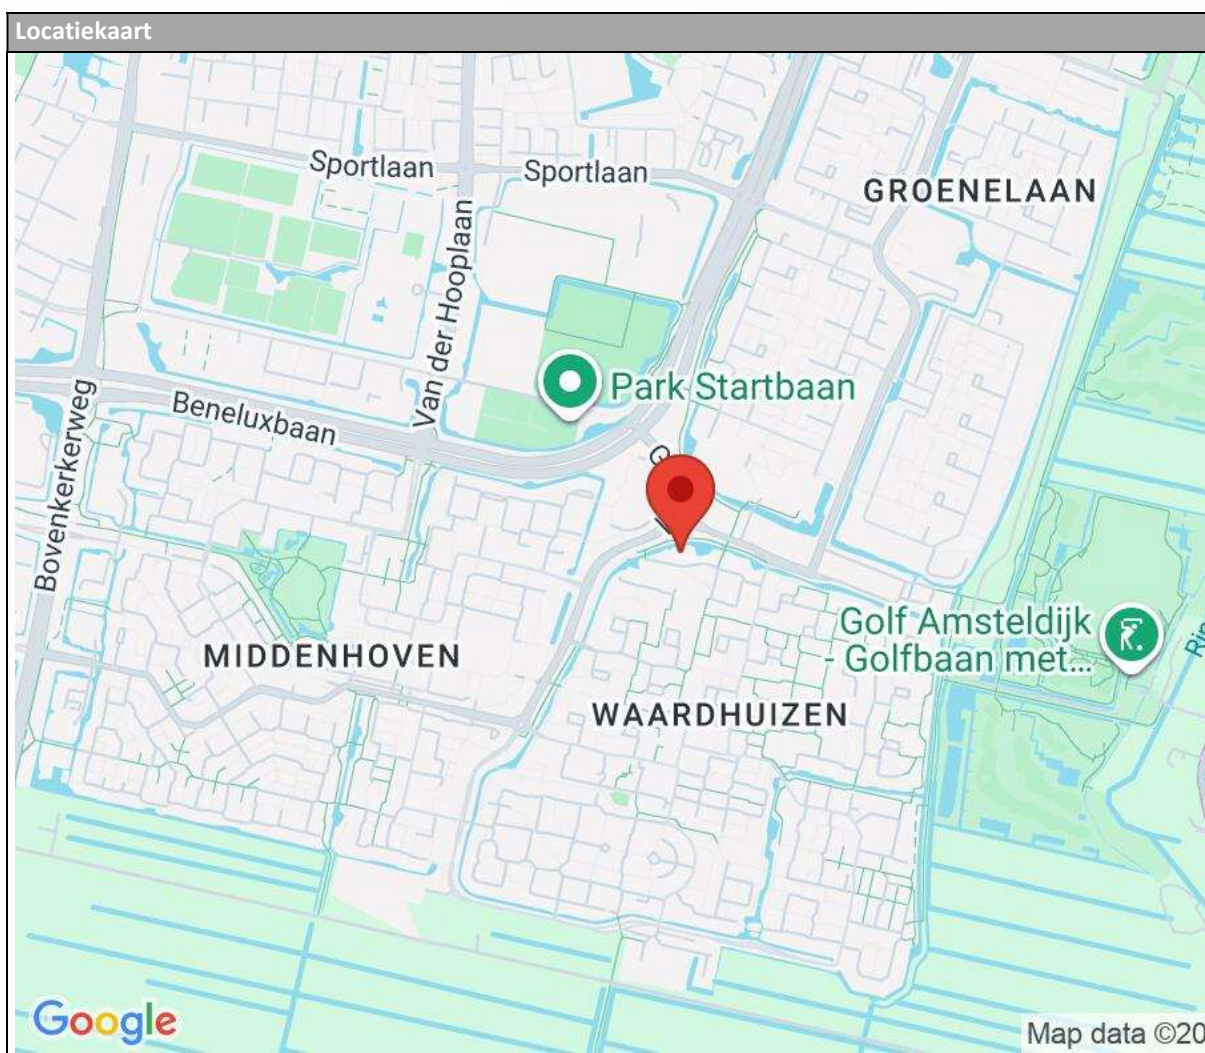 Locatiekaart
Sportlaan
Sportlaan
GROENELAAN
Van der Hooplaan
Park Startbaan
Beneluxbaan
Bovenkerkerweg
Golf Amsteldijk
- Golfbaan met...
MIDDENHOVEN
WAARDHUIZEN
Google
Map data ©20